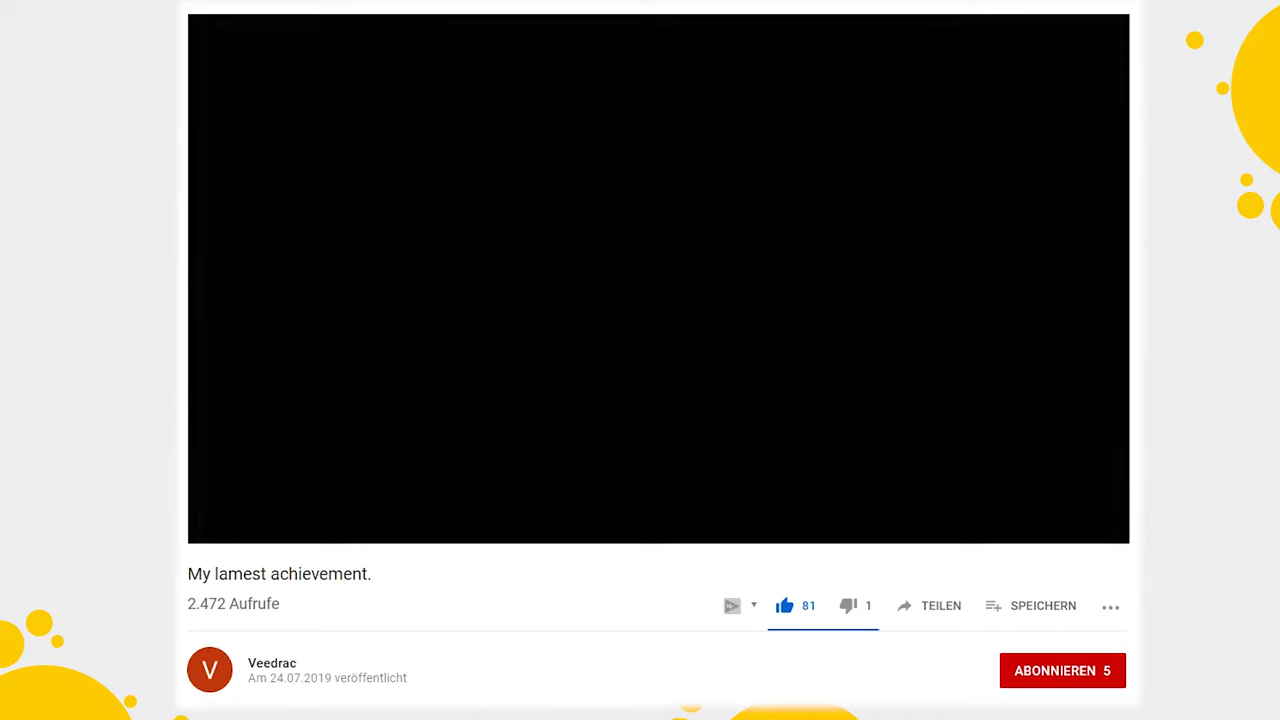 My lamest achievement.
2.472 Aufrufe
81
1
TEILEN
SPEICHERN
V
Veedrac
Am 24.07.2019 veröffentlicht
ABONNIEREN 5